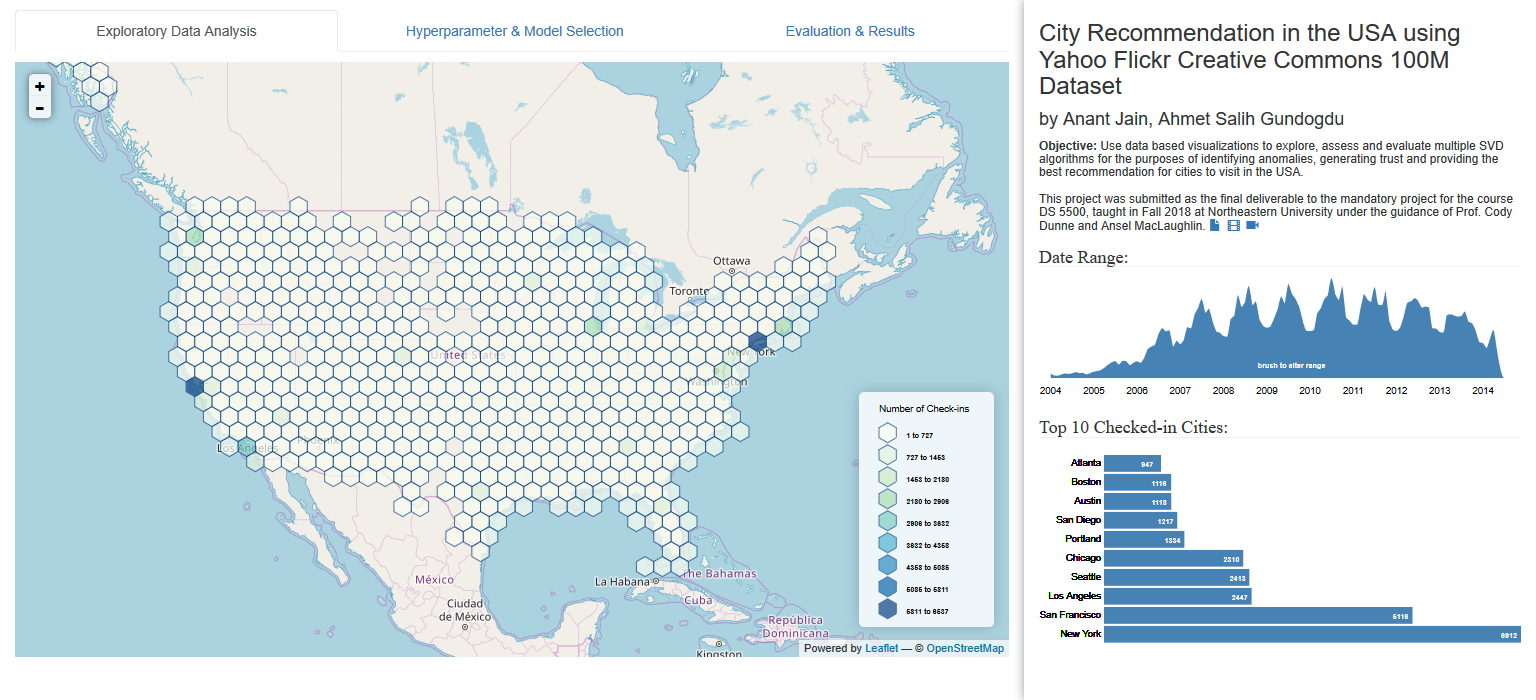 Exploratory Data Analysis
Hyperparameter & Model Selection
Evaluation & Results
+
-
Ottawa
Toronto
United States
New York
Washington
Los Angeles
Phoenix
México
Ciudad
de México
La Habana
The Bahamas
Cuba
República
Dominicana
Kingston
Number of Check-ins
1 to 727
727 to 1453
1453 to 2180
2180 to 2906
2906 to 3632
3632 to 4358
4358 to 5085
5085 to 5811
5811 to 6537
Powered by Leaflet — © OpenStreetMap
City Recommendation in the USA using
Yahoo Flickr Creative Commons 100M
Dataset
by Anant Jain, Ahmet Salih Gundogdu
Objective: Use data based visualizations to explore, assess and evaluate multiple SVD
algorithms for the purposes of identifying anomalies, generating trust and providing the
best recommendation for cities to visit in the USA.
This project was submitted as the final deliverable to the mandatory project for the course
DS 5500, taught in Fall 2018 at Northeastern University under the guidance of Prof. Cody
Dunne and Ansel MacLaughlin.
Date Range:
brush to alter range
2004 2005 2006 2007 2008 2009 2010 2011 2012 2013 2014
Top 10 Checked-in Cities:
Atlanta 947
Boston 1116
Austin 1113
San Diego 1217
Portland 1334
Chicago 2310
Seattle 2413
Los Angeles 2447
San Francisco 5116
New York 6912